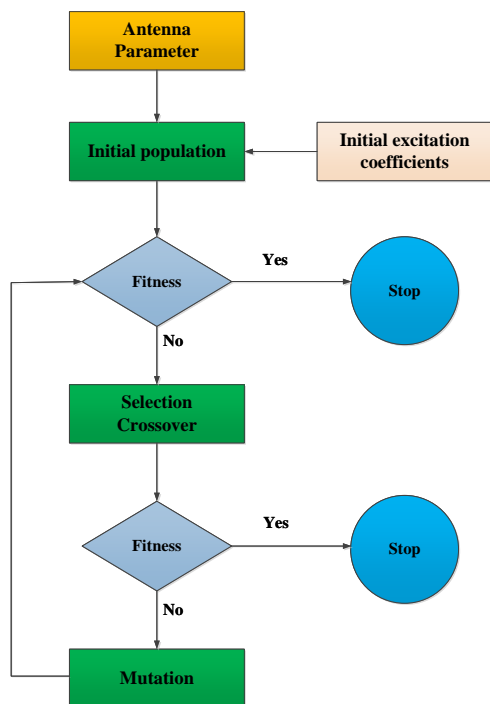 Antenna
Parameter
Initial population
Initial excitation
coefficients
Fitness
Yes
Stop
No
Selection
Crossover
Fitness
Yes
Stop
No
Mutation